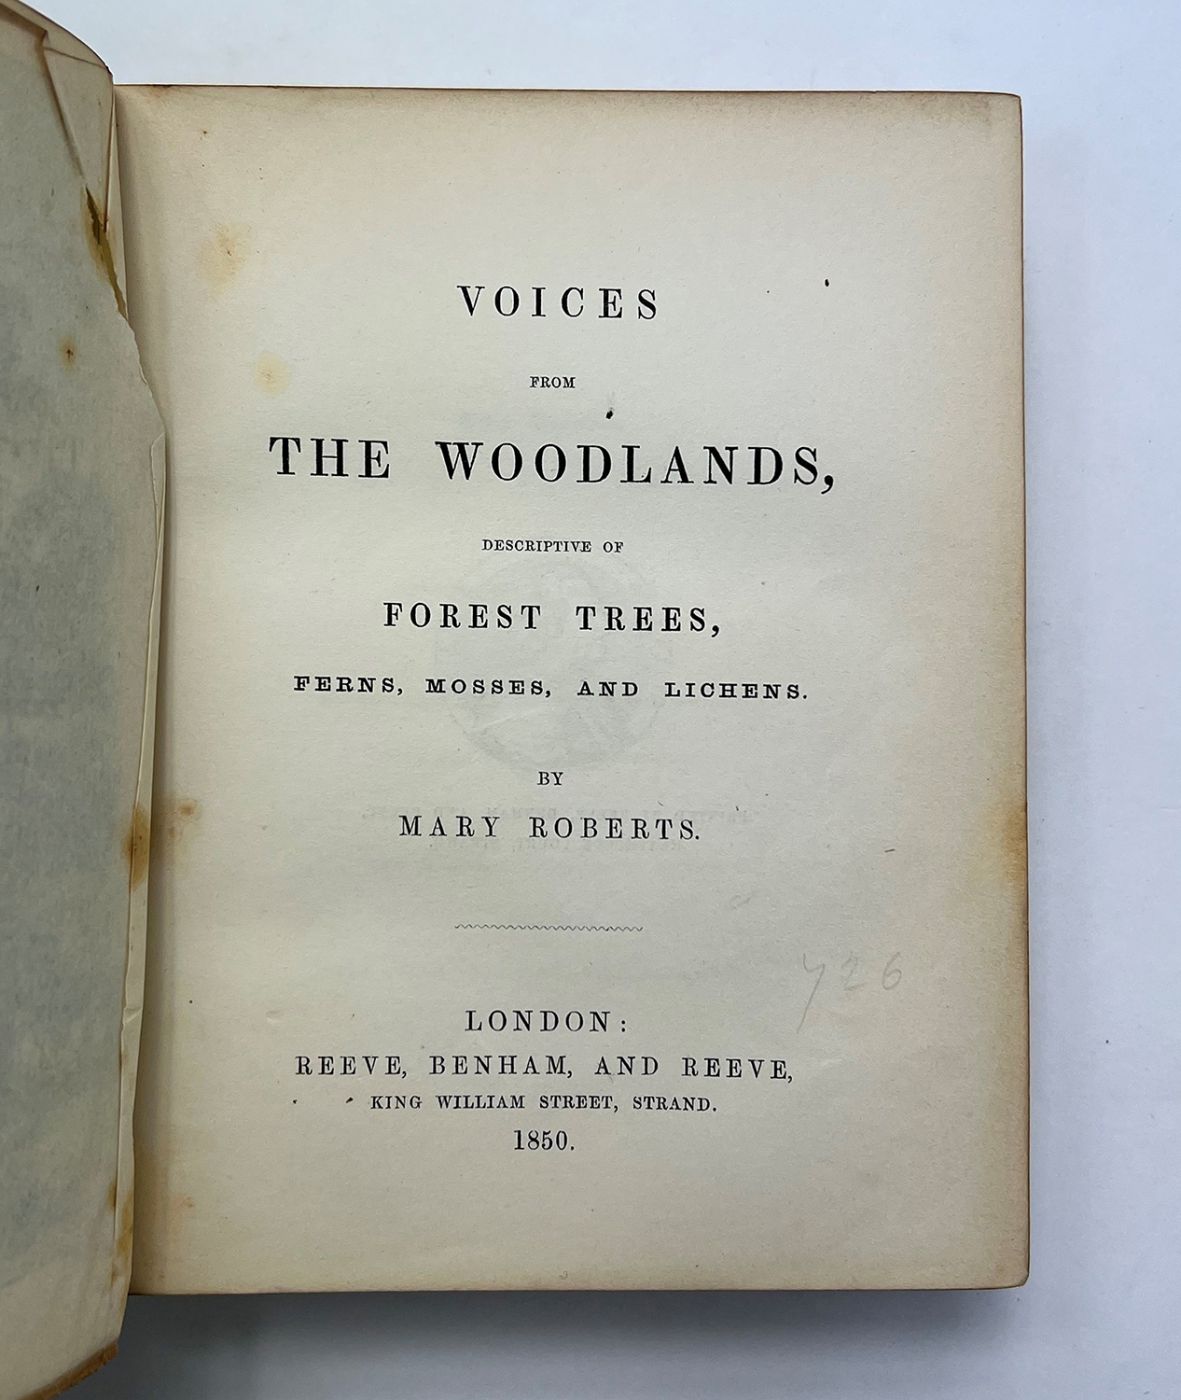 VOICES
FROM
THE WOODLANDS,
DESCRIPTIVE OF
FOREST TREES,
FERNS, MOSSES, AND LICHENS.
BY
MARY ROBERTS.
726
LONDON:
REEVE, BENHAM, AND REEVE,
KING WILLIAM STREET, STRAND.
1850.